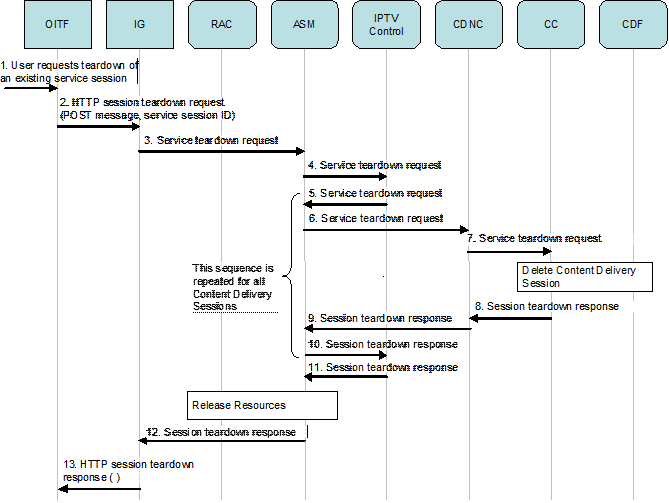 OITF
IG
RAC
ASM
IPTV
Control
CDNC
CC
CDF
1. User requests teardown of
an existing service session
2. HTTP session teardown request
(POST message, service session ID)
3. Service teardown request
4. Service teardown request
5. Service teardown request
6. Service teardown request
7. Service teardown request
This sequence is
repeated for all
Content Delivery
Sessions
Delete Content Delivery
Session
8. Session teardown response
9. Session teardown response
10. Session teardown response
11. Session teardown response
Release Resources
12. Session teardown response
13. HTTP session teardown
response ( )